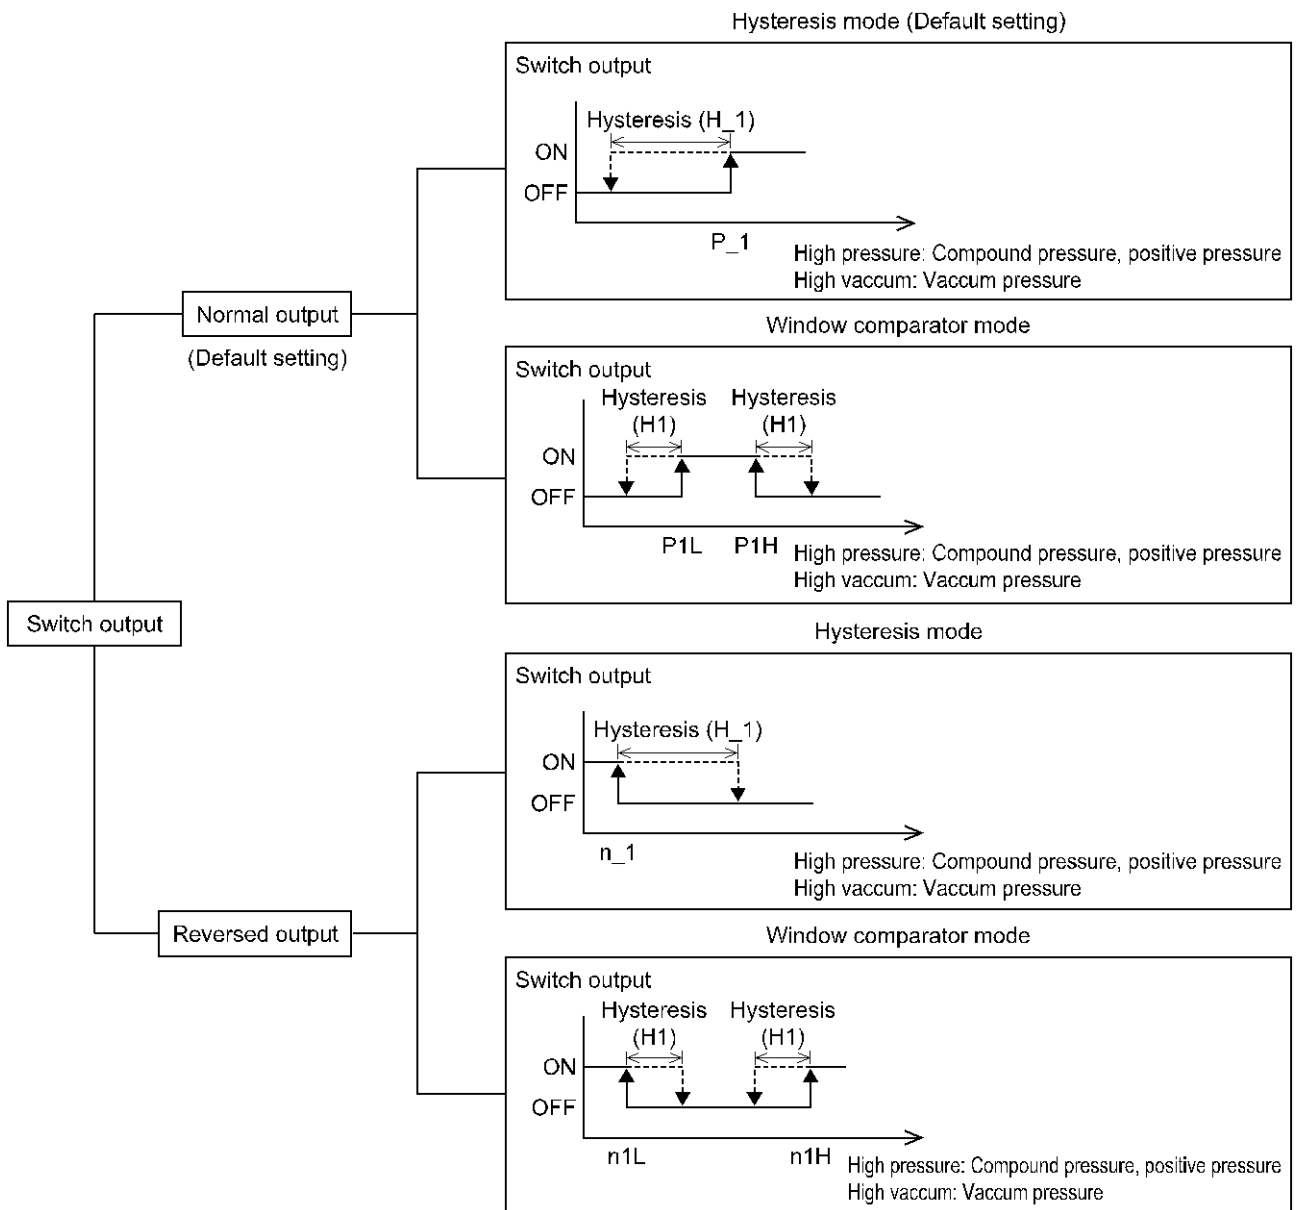 Hysteresis mode (Default setting)
Switch output
Hysteresis (H_1)
ON
OFF
P_1
High pressure: Compound pressure, positive pressure
High vaccum: Vaccum pressure
Normal output
(Default setting)
Window comparator mode
Switch output
Hysteresis Hysteresis
(H1) (H1)
ON
OFF
P1L P1H
High pressure: Compound pressure, positive pressure
High vaccum: Vaccum pressure
Switch output
Hysteresis mode
Switch output
Hysteresis (H_1)
ON
OFF
n_1
High pressure: Compound pressure, positive pressure
High vaccum: Vaccum pressure
Reversed output
Window comparator mode
Switch output
Hysteresis Hysteresis
(H1) (H1)
ON
OFF
n1L n1H
High pressure: Compound pressure, positive pressure
High vaccum: Vaccum pressure